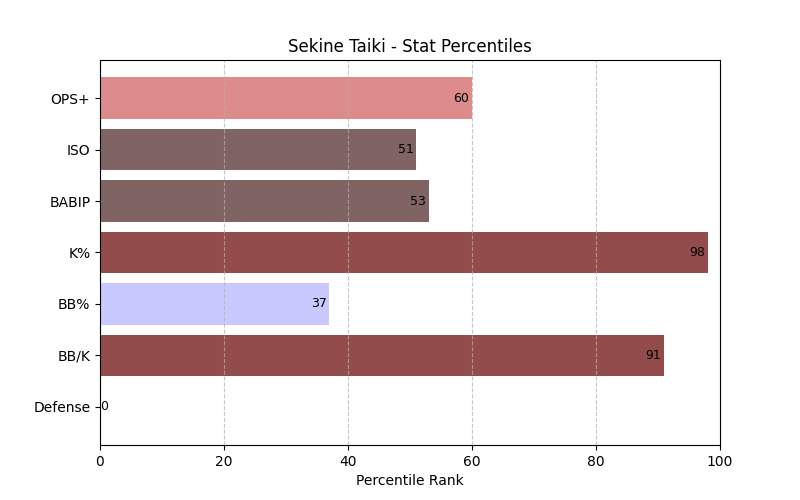 Sekine Taiki - Stat Percentiles
OPS+ 60
ISO 51
BABIP 53
K% 98
BB% 37
BB/K 91
Defense 0
0 20 40 60 80 100
Percentile Rank